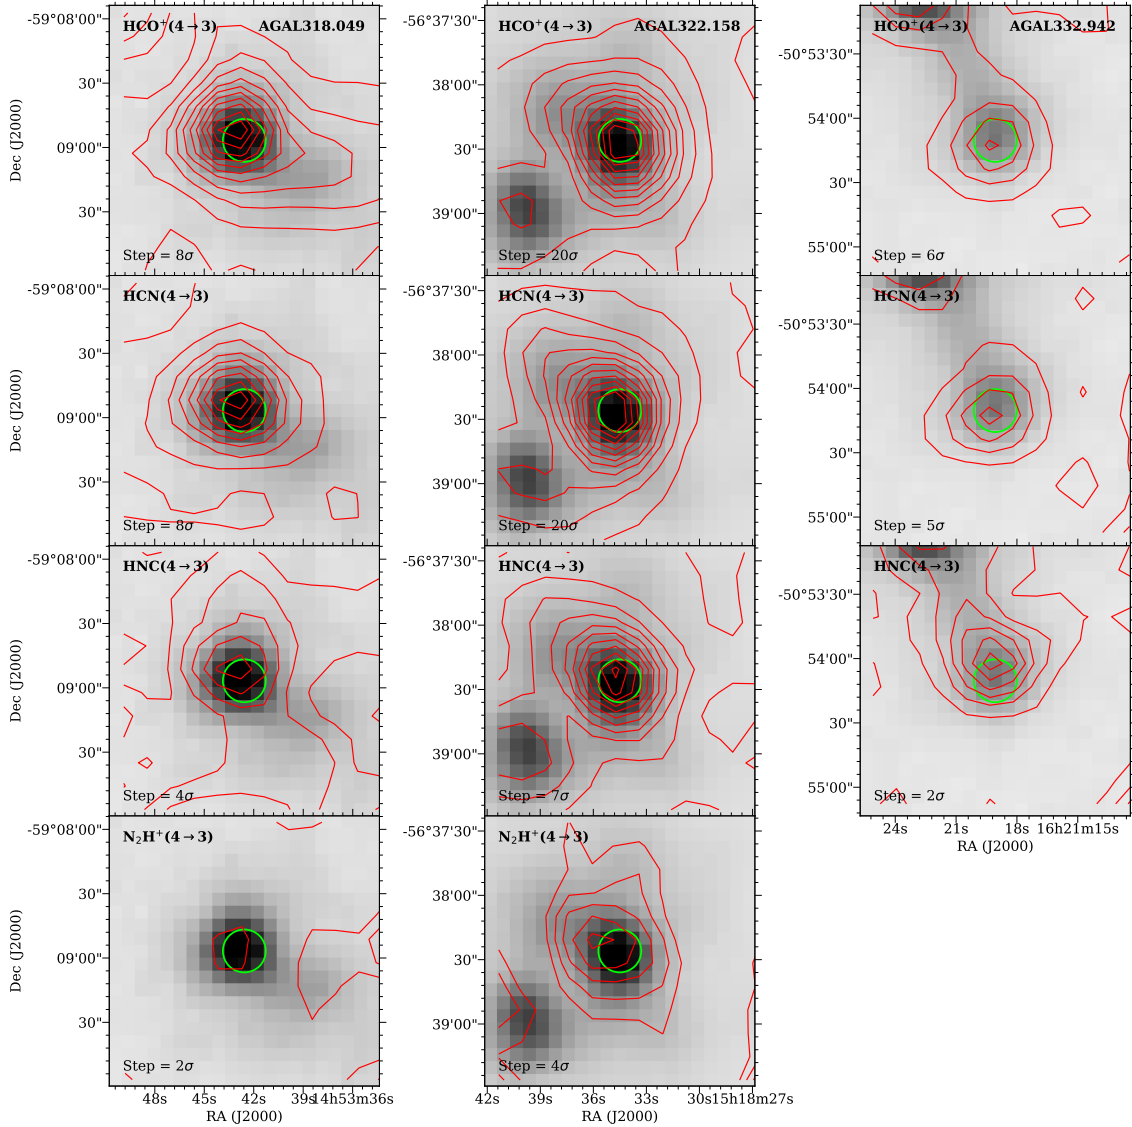 HCO⁺(4→3) AGAL318.049
HCO⁺(4→3) AGAL322.158
HCO⁺(4→3) AGAL332.942
-59°08'00"
30"
09'00"
30"
Dec (J2000)
Step = 8σ
-56°37'30"
38'00"
30"
39'00"
Step = 20σ
-50°53'30"
54'00"
30"
55'00"
Step = 6σ
HCN(4→3)
HCN(4→3)
HCN(4→3)
-59°08'00"
30"
09'00"
30"
Dec (J2000)
Step = 8σ
-56°37'30"
38'00"
30"
39'00"
Step = 20σ
-50°53'30"
54'00"
30"
55'00"
Step = 5σ
HNC(4→3)
HNC(4→3)
HNC(4→3)
-59°08'00"
30"
09'00"
30"
Dec (J2000)
Step = 4σ
-56°37'30"
38'00"
30"
39'00"
Step = 7σ
-50°53'30"
54'00"
30"
55'00"
Step = 2σ
24s 21s 18s 16h21m15s
RA (J2000)
N₂H⁺(4→3)
N₂H⁺(4→3)
-59°08'00"
30"
09'00"
30"
Dec (J2000)
Step = 2σ
-56°37'30"
38'00"
30"
39'00"
Step = 4σ
48s 45s 42s 39s 14h53m36s
RA (J2000)
42s 39s 36s 33s 30s 15h18m27s
RA (J2000)